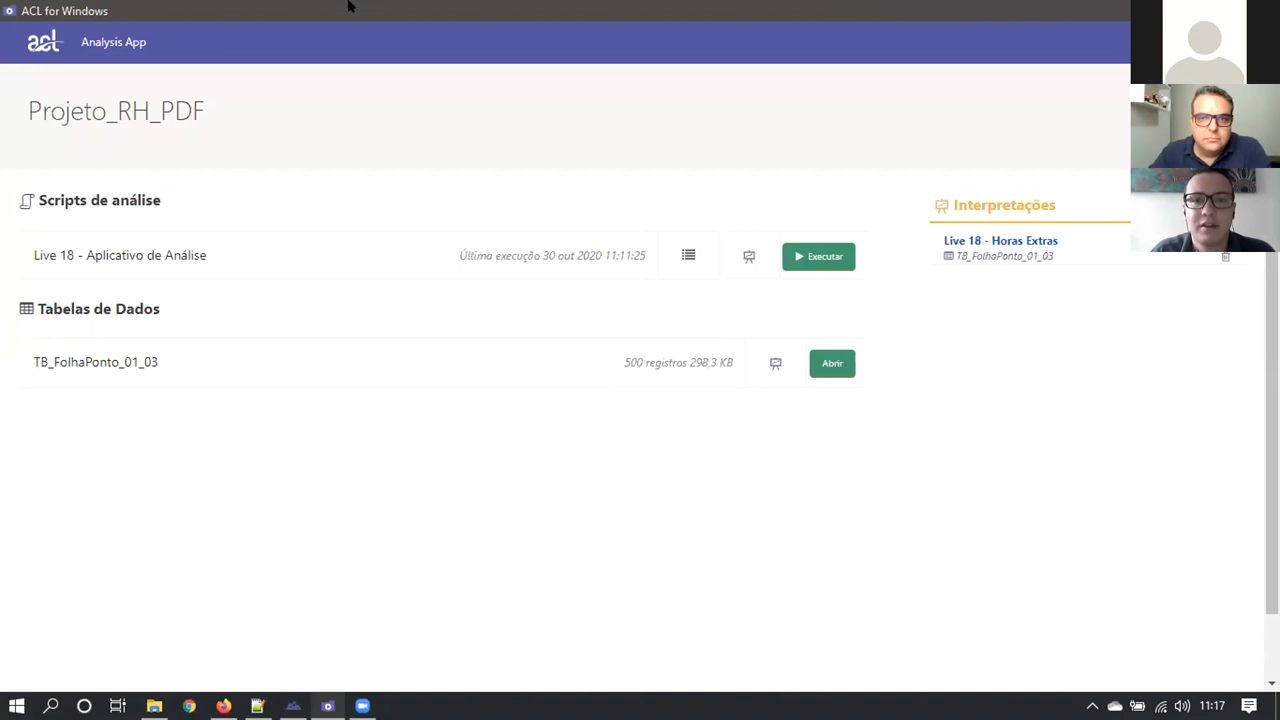 ACL for Windows
acl Analysis App
Projeto_RH_PDF
Scripts de análise
Live 18 - Aplicativo de Análise Última execução 30 out 2020 11:11:25 Executar
Tabelas de Dados
TB_FolhaPonto_01_03 500 registros 298,3 KB Abrir
Interpretações
Live 18 - Horas Extras
TB_FolhaPonto_01_03
11:17